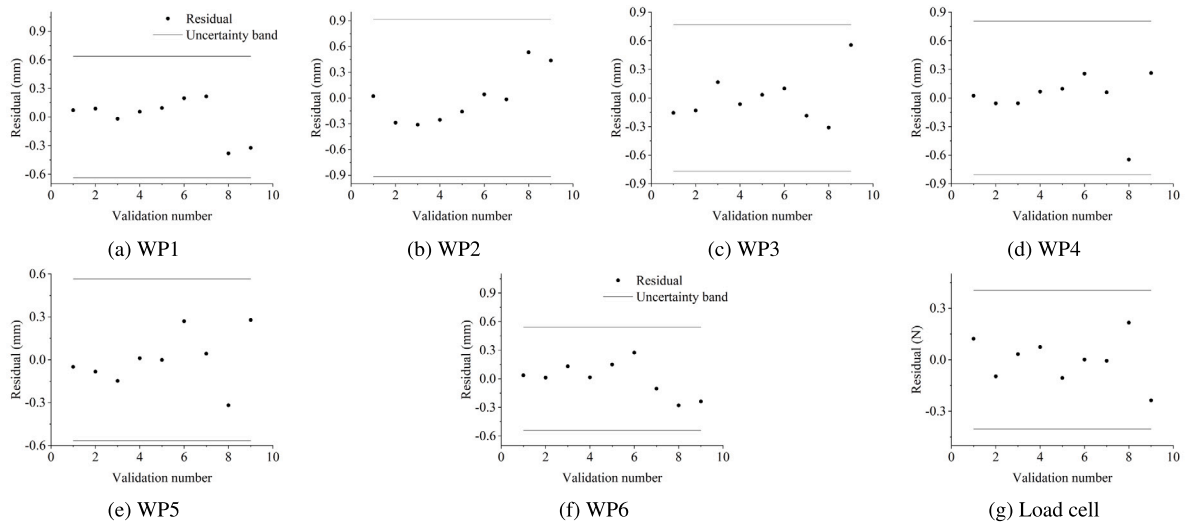 Residual
Uncertainty band
0.9
0.6
0.3
0.0
-0.3
-0.6
Residual (mm)
0 2 4 6 8 10
Validation number
(a) WP1
0.9
0.6
0.3
0.0
-0.3
-0.6
-0.9
Residual (mm)
0 2 4 6 8 10
Validation number
(b) WP2
0.9
0.6
0.3
0.0
-0.3
-0.6
-0.9
Residual (mm)
0 2 4 6 8 10
Validation number
(c) WP3
0.9
0.6
0.3
0.0
-0.3
-0.6
-0.9
Residual (mm)
0 2 4 6 8 10
Validation number
(d) WP4
0.6
0.3
0.0
-0.3
-0.6
Residual (mm)
0 2 4 6 8 10
Validation number
(e) WP5
Residual
Uncertainty band
0.9
0.6
0.3
0.0
-0.3
-0.6
Residual (mm)
0 2 4 6 8 10
Validation number
(f) WP6
0.3
0.0
-0.3
Residual (N)
0 2 4 6 8 10
Validation number
(g) Load cell